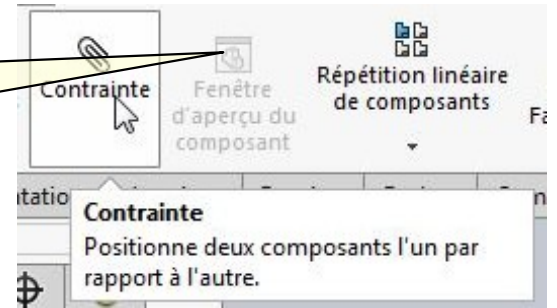 Contrainte
Fenêtre
d'aperçu du
composant
Répétition linéaire
de composants
Contrainte
Positionne deux composants l'un par
rapport à l'autre.